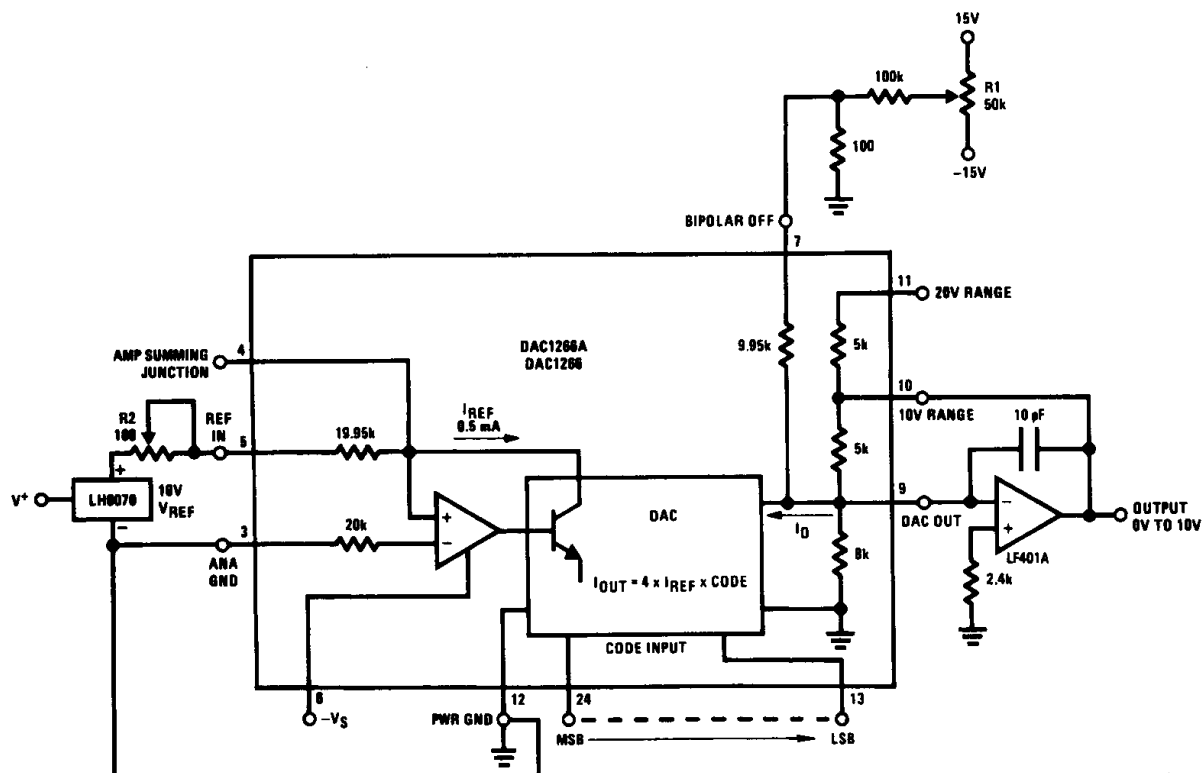 15V
100k
R1
50k
100
-15V
BIPOLAR OFF
7
11
20V RANGE
DAC1266A
DAC1266
9.95k
5k
AMP SUMMING
JUNCTION
4
10
10V RANGE
10 pF
R2
100
REF
IN
5
19.95k
IREF
0.5 mA
5k
+
V+
LH0070
10V
VREF
-
3
ANA
GND
20k
+
-
DAC
ID
9
DAC OUT
-
+
LF401A
OUTPUT
0V TO 10V
8k
2.4k
IOUT = 4 x IREF x CODE
CODE INPUT
6
12
24
13
-VS
PWR GND
MSB
LSB